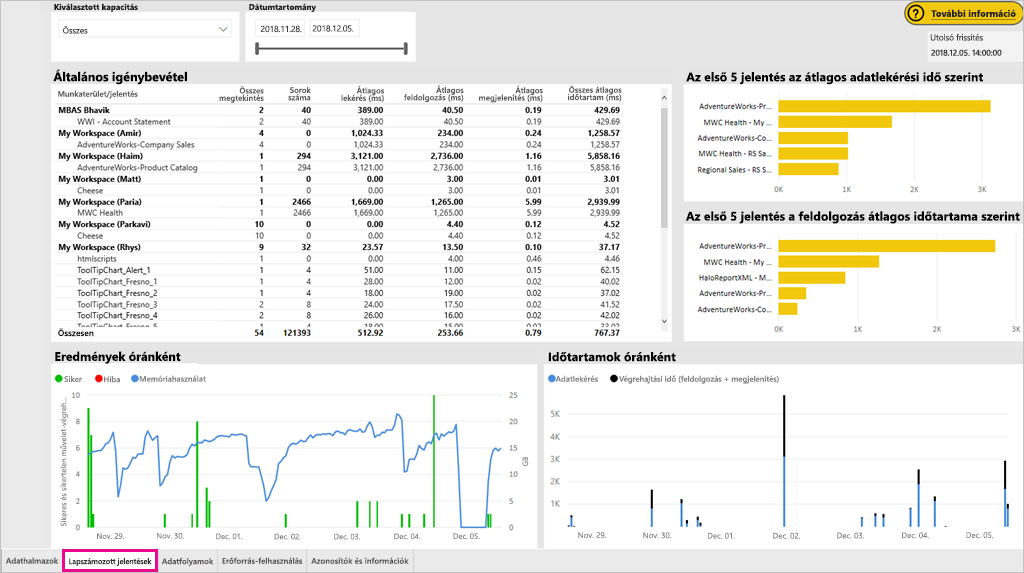 Kiválasztott kapacitás
Dátumtartomány
További információ
Összes
2018.11.28.
2018.12.05.
Utolsó frissítés
2018.12.05. 14:00:00
Általános igénybevétel
Munkaterület/jelentés Összes megtekintés Sorok száma Átlagos lekérés (ms) Átlagos feldolgozás (ms) Átlagos megjelenítés (ms) Összes átlagos időtartam (ms)
MBAS Bhavik 2 40 389.00 40.50 0.19 429.69
WWI - Account Statement 2 40 389.00 40.50 0.19 429.69
My Workspace (Amir) 4 0 1,024.33 234.00 0.24 1,258.57
AdventureWorks-Company Sales 4 0 1,024.33 234.00 0.24 1,258.57
My Workspace (Haim) 1 294 3,121.00 2,736.00 1.16 5,858.16
AdventureWorks-Product Catalog 1 294 3,121.00 2,736.00 1.16 5,858.16
My Workspace (Matt) 1 0 0.00 3.00 0.01 3.01
Cheese 1 0 0.00 3.00 0.01 3.01
My Workspace (Paria) 1 2466 1,669.00 1,265.00 5.99 2,939.99
MWC Health 1 2466 1,669.00 1,265.00 5.99 2,939.99
My Workspace (Parkavi) 10 0 0.00 4.40 0.12 4.52
Cheese 10 0 0.00 4.40 0.12 4.52
My Workspace (Rhys) 9 32 23.57 13.50 0.10 37.17
htmlscripts 1 0 0.00 4.00 0.46 4.46
ToolTipChart_Alert_1 1 4 51.00 11.00 0.15 62.15
ToolTipChart_Fresno_1 1 4 28.00 12.00 0.02 40.02
ToolTipChart_Fresno_2 1 4 18.00 19.00 0.02 37.02
ToolTipChart_Fresno_3 2 8 24.00 17.50 0.02 41.52
ToolTipChart_Fresno_4 2 8 26.00 16.00 0.02 42.02
ToolTipChart_Fresno_5 1 4 18.00 15.00 0.02 33.02
Összesen 54 121393 512.92 253.66 0.79 767.37
Az első 5 jelentés az átlagos adatlekérési idő szerint
AdventureWorks-Pr...
MWC Health - My ...
AdventureWorks-Co...
MWC Health - RS Sa...
Regional Sales - RS S...
0K 1K 2K 3K
Az első 5 jelentés a feldolgozás átlagos időtartama szerint
AdventureWorks-Pr...
MWC Health - My ...
HaloReportXML - M...
AdventureWorks-Pr...
AdventureWorks-Co...
0K 1K 2K 3K
Eredmények óránként
Siker Hiba Memóriahasználat
Sikeres és sikertelen művelet-végreh...
10 8 6 4 2 0
25 20 15 10 5 0
GB
Nov. 29. Nov. 30. Dec. 01. Dec. 02. Dec. 03. Dec. 04. Dec. 05.
Időtartamok óránként
Adatlekérés Végrehajtási idő (feldolgozás + megjelenítés)
5K
4K
3K
2K
1K
Nov. 29. Nov. 30. Dec. 01. Dec. 02. Dec. 03. Dec. 04. Dec. 05.
Adathalmazok Lapszámozott jelentések Adatfolyamok Erőforrás-felhasználás Azonosítók és információk